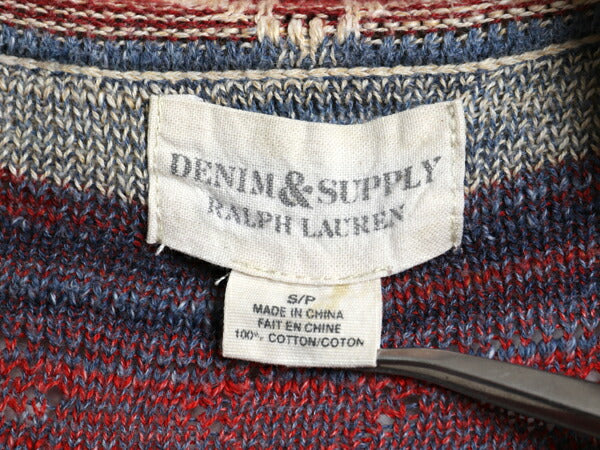 DENIM & SUPPLY
RALPH LAUREN
S/P
MADE IN CHINA
FAIT EN CHINE
100% COTTON/COTON